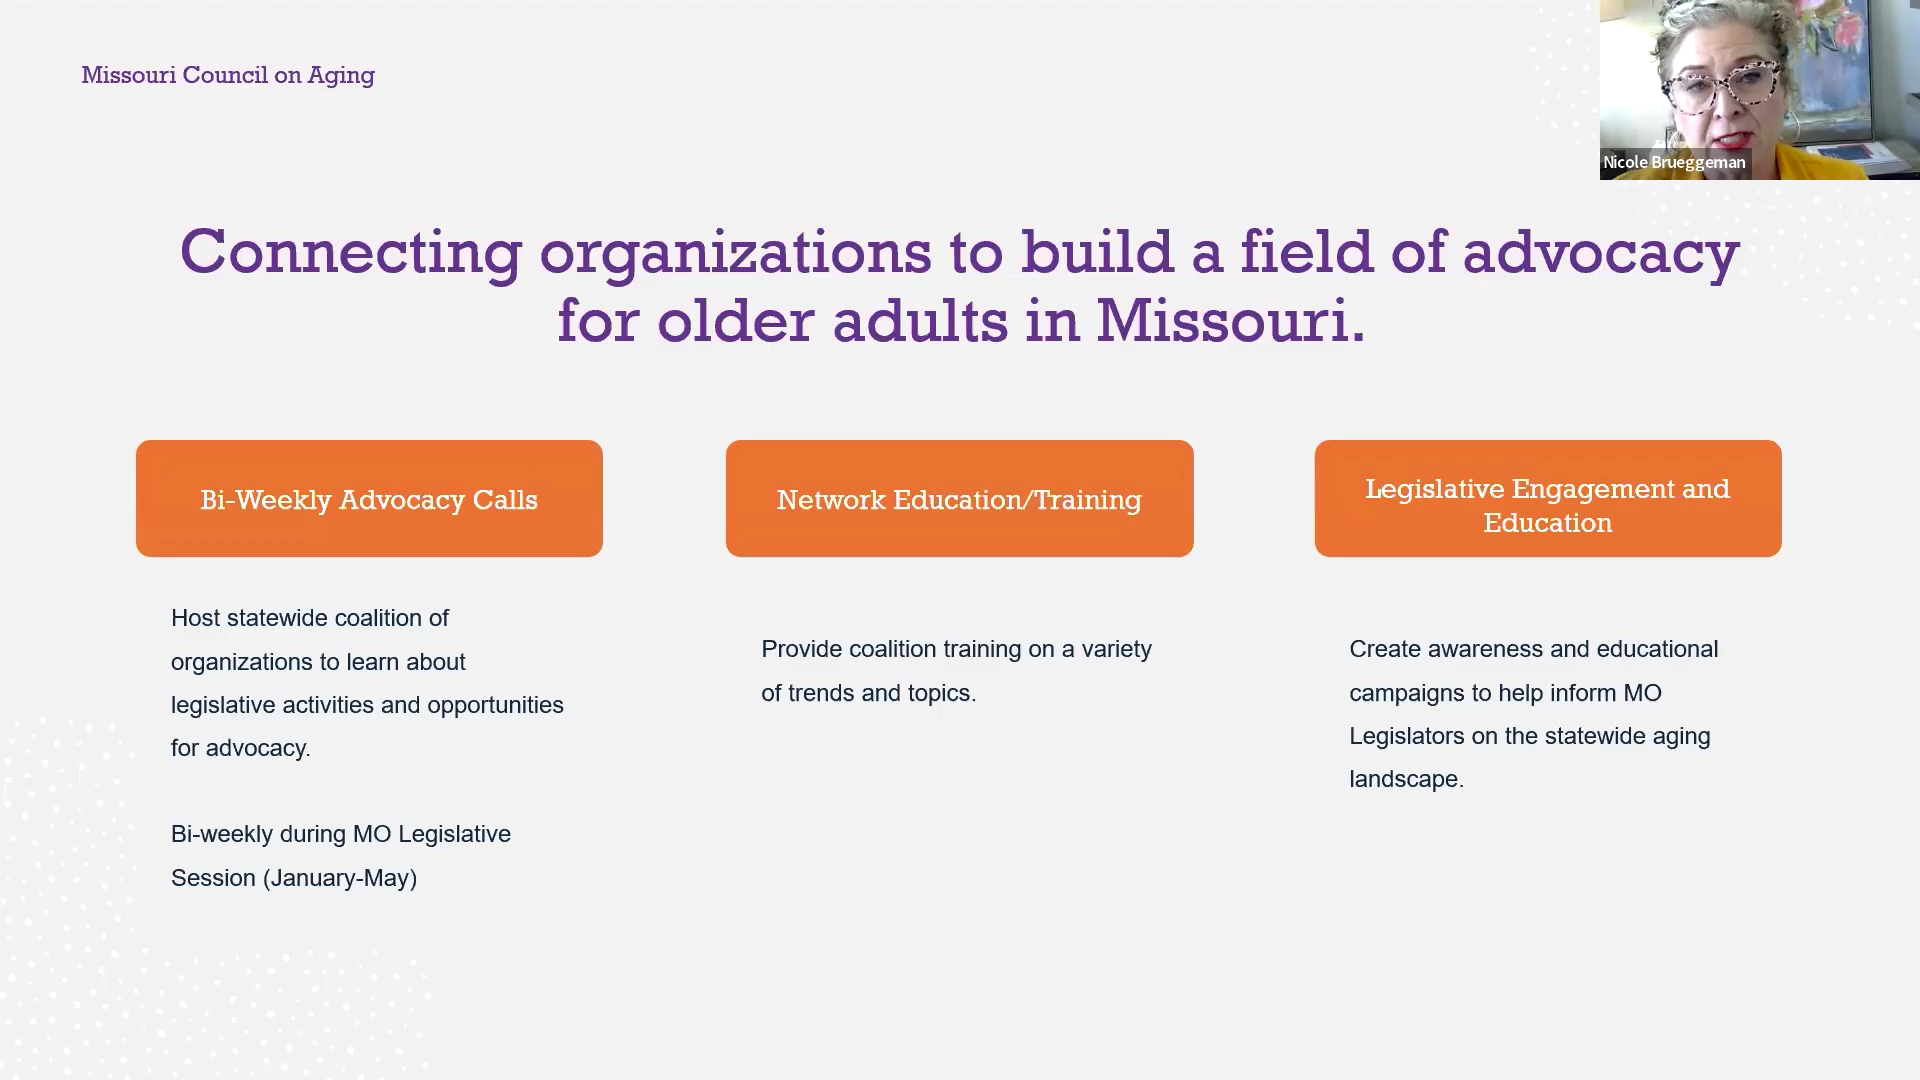 Missouri Council on Aging
Nicole Brueggeman
Connecting organizations to build a field of advocacy
for older adults in Missouri.
Bi-Weekly Advocacy Calls
Host statewide coalition of
organizations to learn about
legislative activities and opportunities
for advocacy.
Bi-weekly during MO Legislative
Session (January-May)
Network Education/Training
Provide coalition training on a variety
of trends and topics.
Legislative Engagement and
Education
Create awareness and educational
campaigns to help inform MO
Legislators on the statewide aging
landscape.